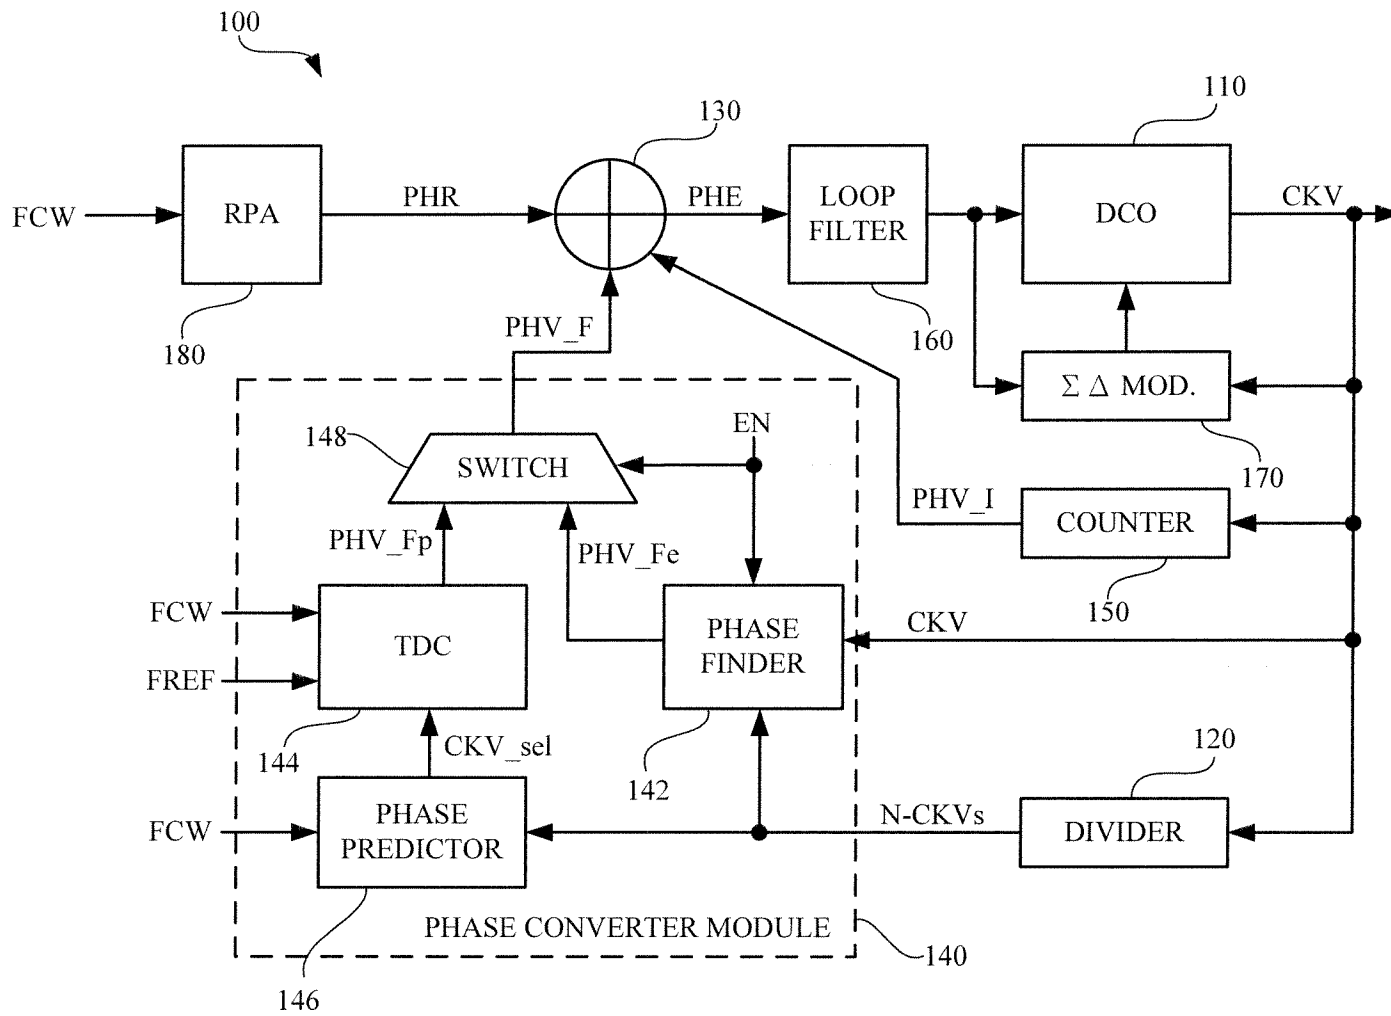 100
130
110
FCW
RPA
PHR
PHE
LOOP
FILTER
DCO
CKV
180
PHV_F
160
Σ Δ MOD.
148
SWITCH
EN
170
PHV_I
COUNTER
PHV_Fp
PHV_Fe
150
FCW
FREF
TDC
PHASE
FINDER
CKV
144
CKV_sel
142
120
FCW
PHASE
PREDICTOR
N-CKVs
DIVIDER
PHASE CONVERTER MODULE
140
146